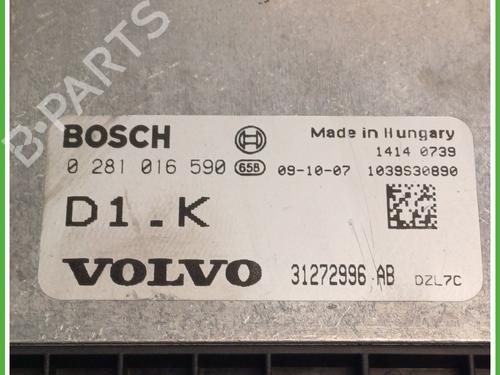 B-PARTS
BOSCH
Made in Hungary
1414 0739
0 281 016 590 658 09-10-07 1039S30890
D1.K
VOLVO 31272996 AB DZL7C